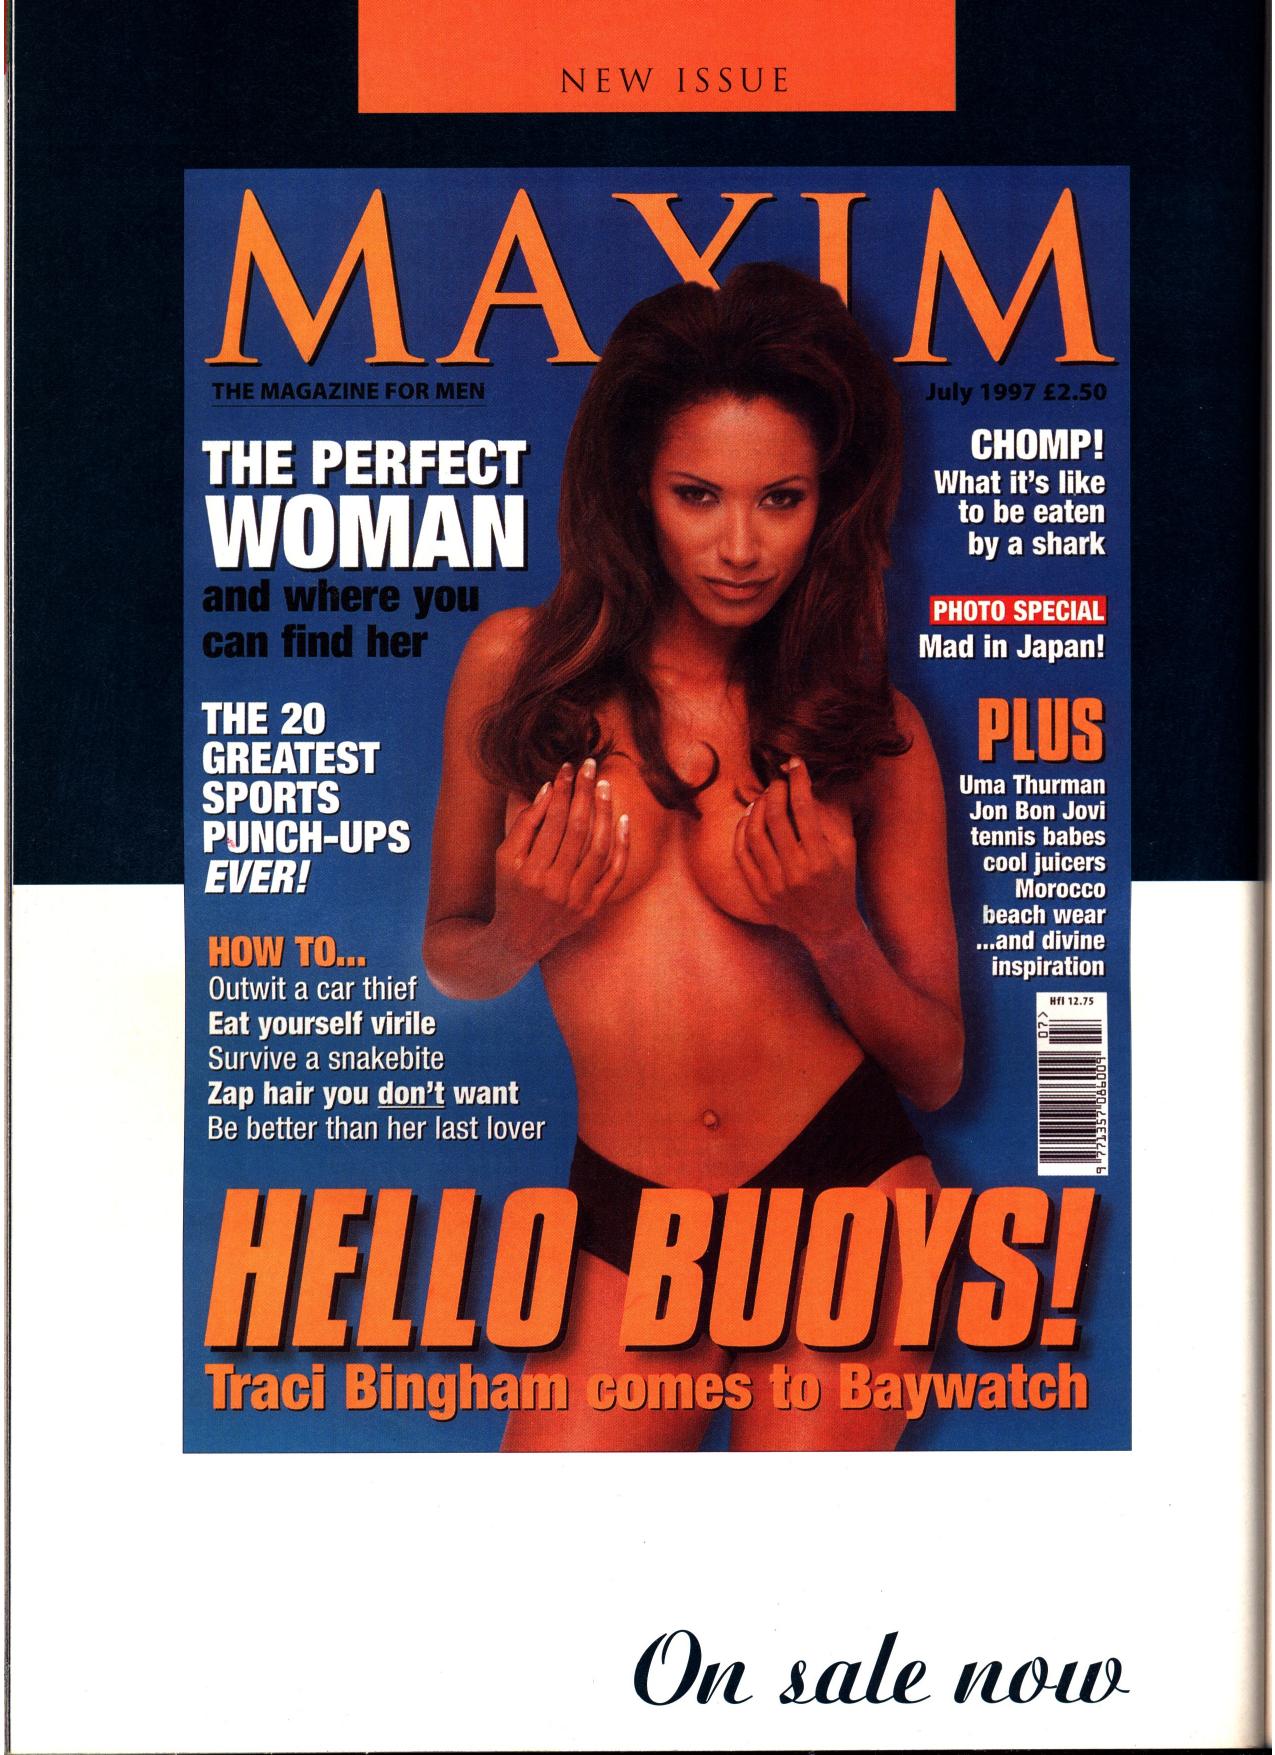 NEW ISSUE
MAXIM
THE MAGAZINE FOR MEN
July 1997 £2.50
THE PERFECT
WOMAN
and where you
can find her
THE 20
GREATEST
SPORTS
PUNCH-UPS
EVER!
HOW TO...
Outwit a car thief
Eat yourself virile
Survive a snakebite
Zap hair you don't want
Be better than her last lover
CHOMP!
What it's like
to be eaten
by a shark
PHOTO SPECIAL
Mad in Japan!
PLUS
Uma Thurman
Jon Bon Jovi
tennis babes
cool juicers
Morocco
beach wear
...and divine
inspiration
Hfl 12.75
07>
9 771357 086009
HELLO BUOYS!
Traci Bingham comes to Baywatch
On sale now